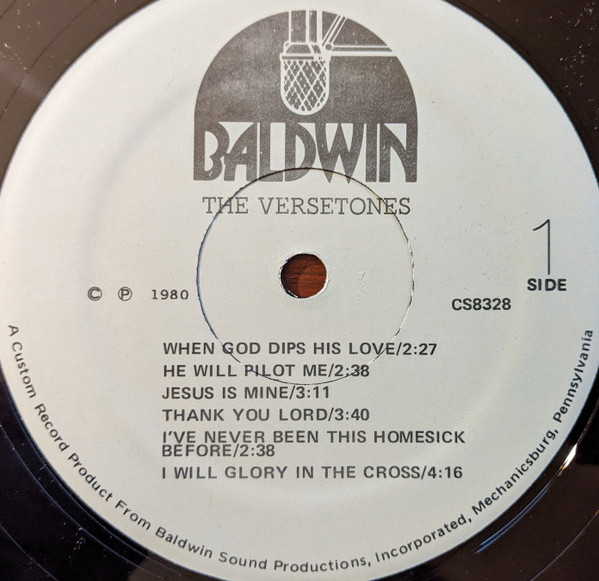 BALDWIN
THE VERSETONES
1
SIDE
© ℗ 1980
CS8328
WHEN GOD DIPS HIS LOVE/2:27
HE WILL PILOT ME/2:38
JESUS IS MINE/3:11
THANK YOU LORD/3:40
I'VE NEVER BEEN THIS HOMESICK
BEFORE/2:38
I WILL GLORY IN THE CROSS/4:16
A Custom Record Product From Baldwin Sound Productions, Incorporated, Mechanicsburg, Pennsylvania